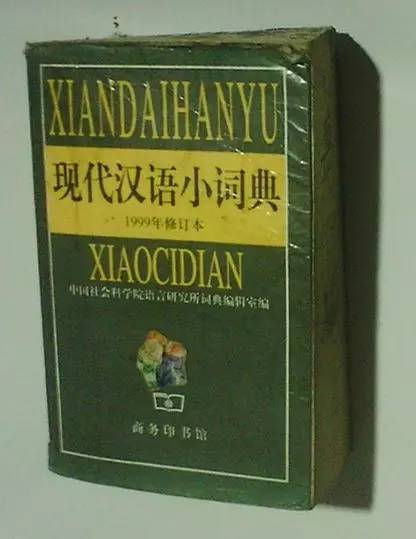 XIANDAIHANYU
现代汉语小词典
1999年修订本
XIAOCIDIAN
中国社会科学院语言研究所词典编辑室编
商务印书馆